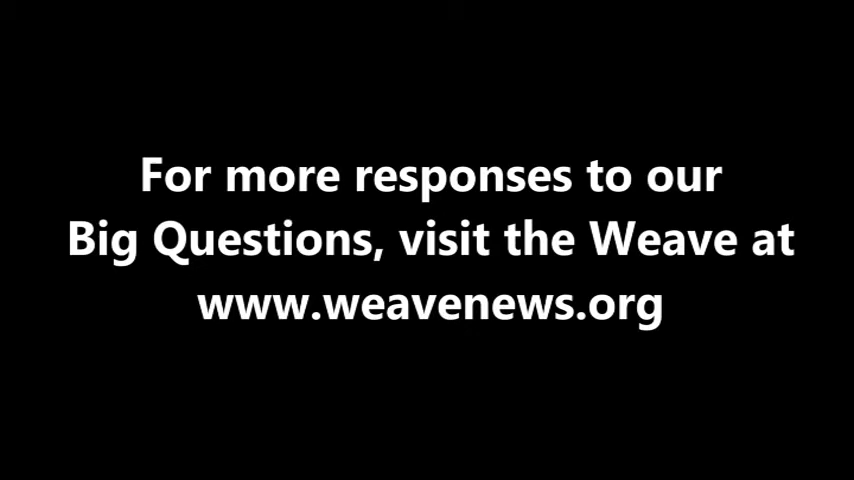 For more responses to our
Big Questions, visit the Weave at
www.weavenews.org